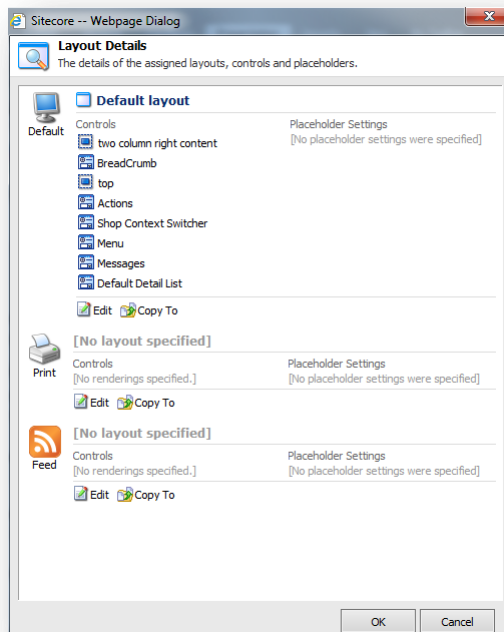 Sitecore -- Webpage Dialog
Layout Details
The details of the assigned layouts, controls and placeholders.
Default
Default layout
Controls
Placeholder Settings
two column right content
[No placeholder settings were specified]
BreadCrumb
top
Actions
Shop Context Switcher
Menu
Messages
Default Detail List
Edit Copy To
Print
[No layout specified]
Controls
Placeholder Settings
[No renderings specified.]
[No placeholder settings were specified]
Edit Copy To
Feed
[No layout specified]
Controls
Placeholder Settings
[No renderings specified.]
[No placeholder settings were specified]
Edit Copy To
OK Cancel